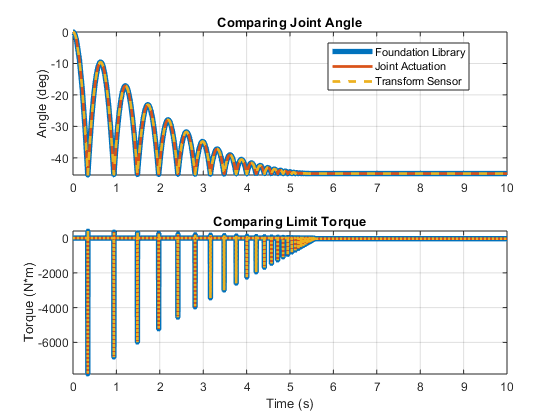 Comparing Joint Angle
Angle (deg)
0
-10
-20
-30
-40
Foundation Library
Joint Actuation
Transform Sensor
0 1 2 3 4 5 6 7 8 9 10
Comparing Limit Torque
Torque (N*m)
0
-2000
-4000
-6000
0 1 2 3 4 5 6 7 8 9 10
Time (s)